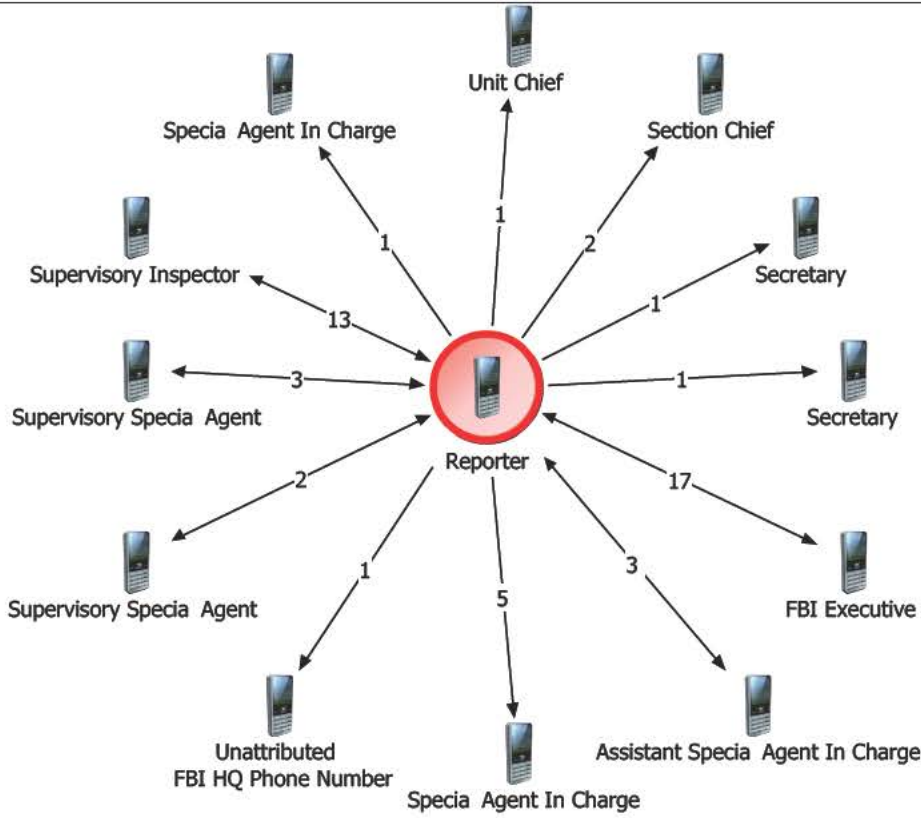 Unit Chief
Specia Agent In Charge
Section Chief
1
1
2
Supervisory Inspector
Secretary
13
1
3
1
Supervisory Specia Agent
Secretary
Reporter
2
17
1
5
3
Supervisory Specia Agent
FBI Executive
Unattributed
FBI HQ Phone Number
Assistant Specia Agent In Charge
Specia Agent In Charge